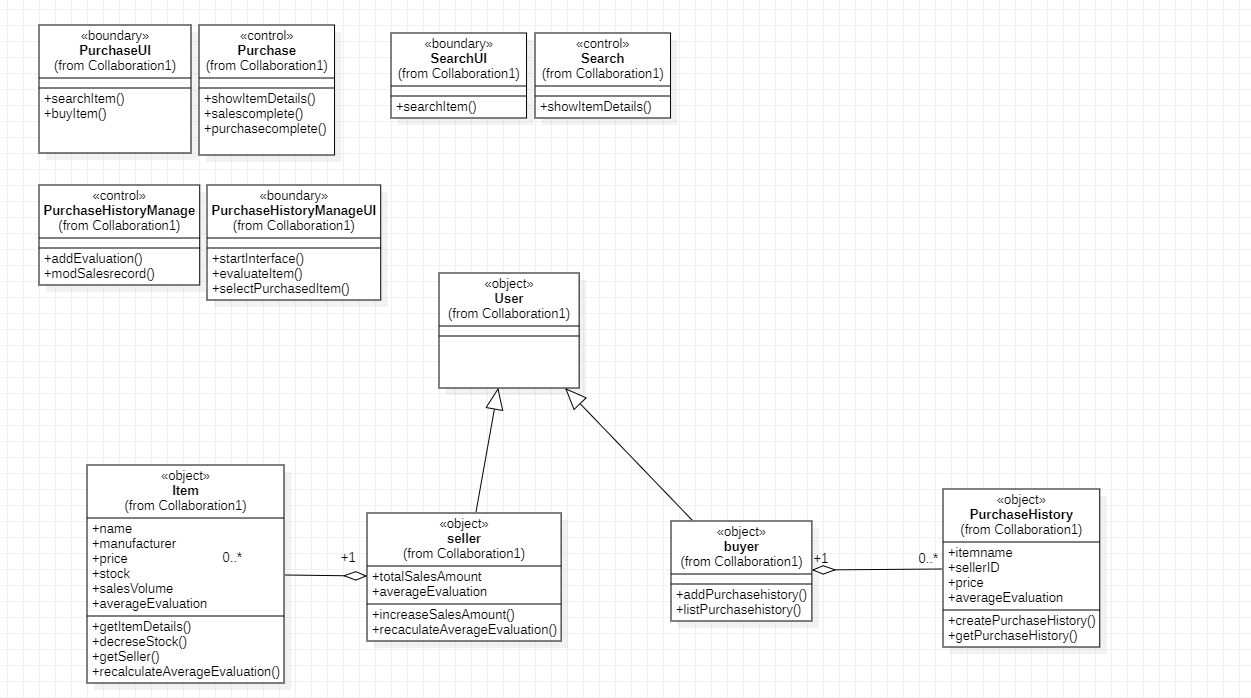 «boundary»
PurchaseUI
(from Collaboration1)
+searchItem()
+buyItem()
«control»
Purchase
(from Collaboration1)
+showItemDetails()
+salescomplete()
+purchasecomplete()
«boundary»
SearchUI
(from Collaboration1)
+searchItem()
«control»
Search
(from Collaboration1)
+showItemDetails()
«control»
PurchaseHistoryManage
(from Collaboration1)
+addEvaluation()
+modSalesrecord()
«boundary»
PurchaseHistoryManageUI
(from Collaboration1)
+startInterface()
+evaluateItem()
+selectPurchasedItem()
«object»
User
(from Collaboration1)
«object»
Item
(from Collaboration1)
+name
+manufacturer
+price
+stock
+salesVolume
+averageEvaluation
+getItemDetails()
+decreseStock()
+getSeller()
+recalculateAverageEvaluation()
0..*
+1
«object»
seller
(from Collaboration1)
+totalSalesAmount
+averageEvaluation
+increaseSalesAmount()
+recaculateAverageEvaluation()
«object»
buyer
(from Collaboration1)
+addPurchasehistory()
+listPurchasehistory()
+1
0..*
«object»
PurchaseHistory
(from Collaboration1)
+itemname
+sellerID
+price
+averageEvaluation
+createPurchaseHistory()
+getPurchaseHistory()